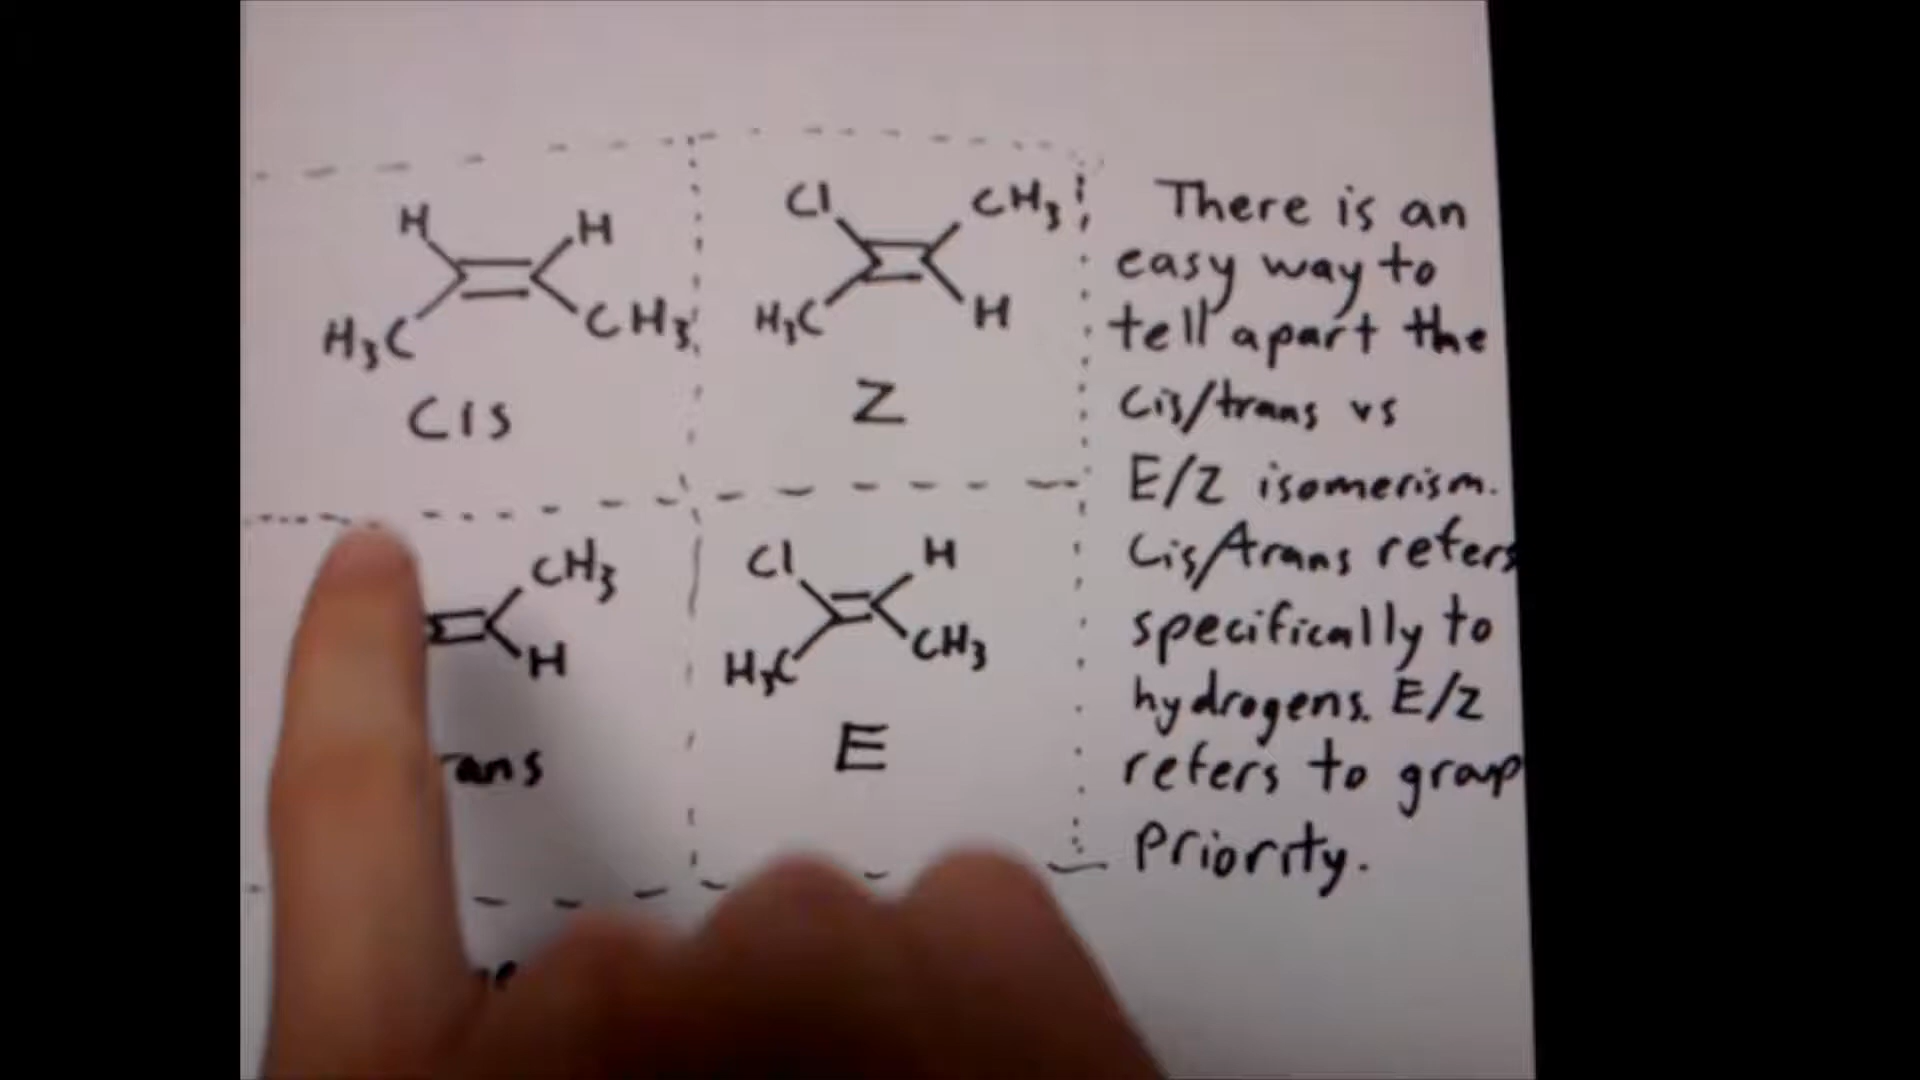 H H
H3C CH3
Cis
Cl CH3
H3C H
Z
CH3
H
rans
Cl H
H3C CH3
E
There is an
easy way to
tell apart the
Cis/trans vs
E/Z isomerism.
Cis/trans refers
specifically to
hydrogens. E/Z
refers to group
Priority.